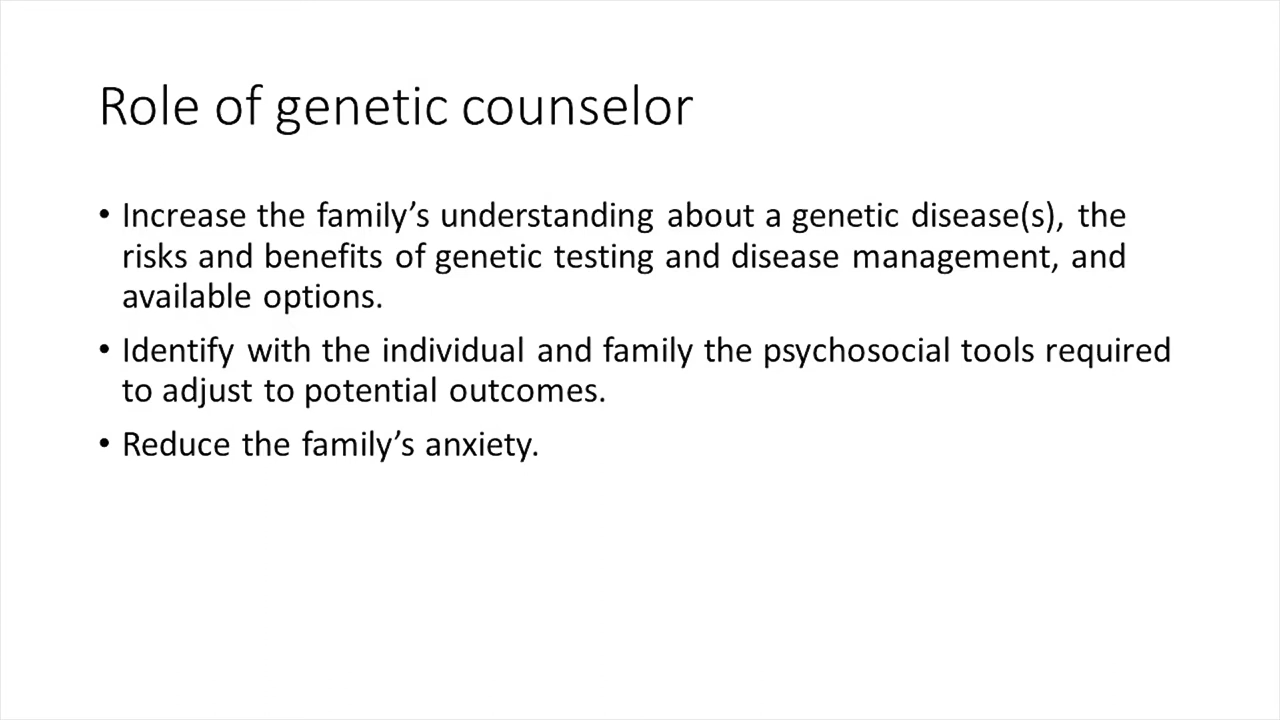 Role of genetic counselor
• Increase the family’s understanding about a genetic disease(s), the
risks and benefits of genetic testing and disease management, and
available options.
• Identify with the individual and family the psychosocial tools required
to adjust to potential outcomes.
• Reduce the family’s anxiety.